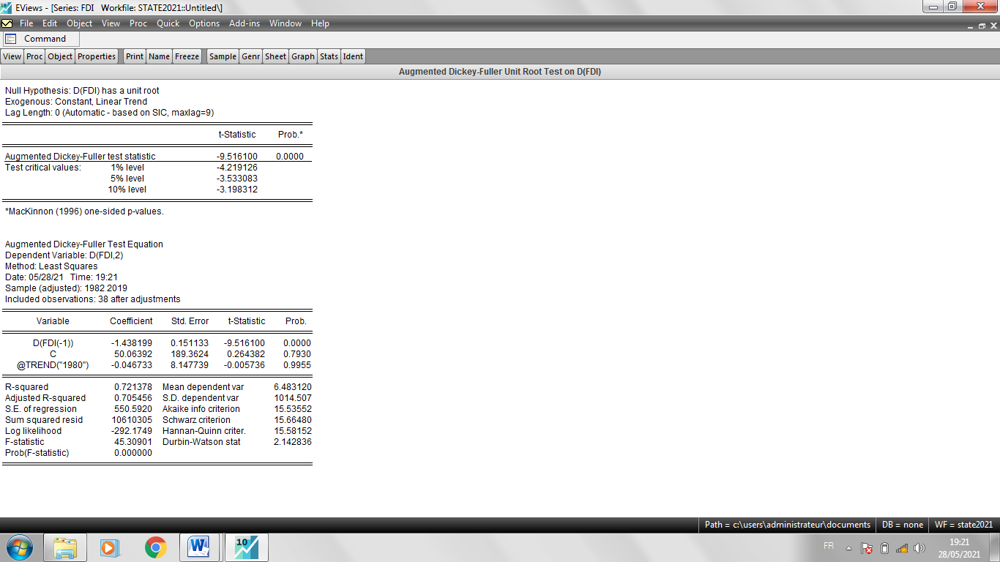 EViews - [Series: FDI   Workfile: STATE2021::Untitled\]
File Edit Object View Proc Quick Options Add-ins Window Help
Command
View Proc Object Properties Print Name Freeze Sample Genr Sheet Graph Stats Ident
Augmented Dickey-Fuller Unit Root Test on D(FDI)
Null Hypothesis: D(FDI) has a unit root
Exogenous: Constant, Linear Trend
Lag Length: 0 (Automatic - based on SIC, maxlag=9)
t-Statistic Prob.*
Augmented Dickey-Fuller test statistic -9.516100 0.0000
Test critical values: 1% level -4.219126
5% level -3.533083
10% level -3.198312
*MacKinnon (1996) one-sided p-values.
Augmented Dickey-Fuller Test Equation
Dependent Variable: D(FDI,2)
Method: Least Squares
Date: 05/28/21   Time: 19:21
Sample (adjusted): 1982 2019
Included observations: 38 after adjustments
Variable Coefficient Std. Error t-Statistic Prob.
D(FDI(-1)) -1.438199 0.151133 -9.516100 0.0000
C 50.06392 189.3624 0.264382 0.7930
@TREND("1980") -0.046733 8.147739 -0.005736 0.9955
R-squared 0.721378 Mean dependent var 6.483120
Adjusted R-squared 0.705456 S.D. dependent var 1014.507
S.E. of regression 550.5920 Akaike info criterion 15.53552
Sum squared resid 10610305 Schwarz criterion 15.66480
Log likelihood -292.1749 Hannan-Quinn criter. 15.58152
F-statistic 45.30901 Durbin-Watson stat 2.142836
Prob(F-statistic) 0.000000
Path = c:\users\administrateur\documents DB = none WF = state2021
W 10 FR 19:21
28/05/2021